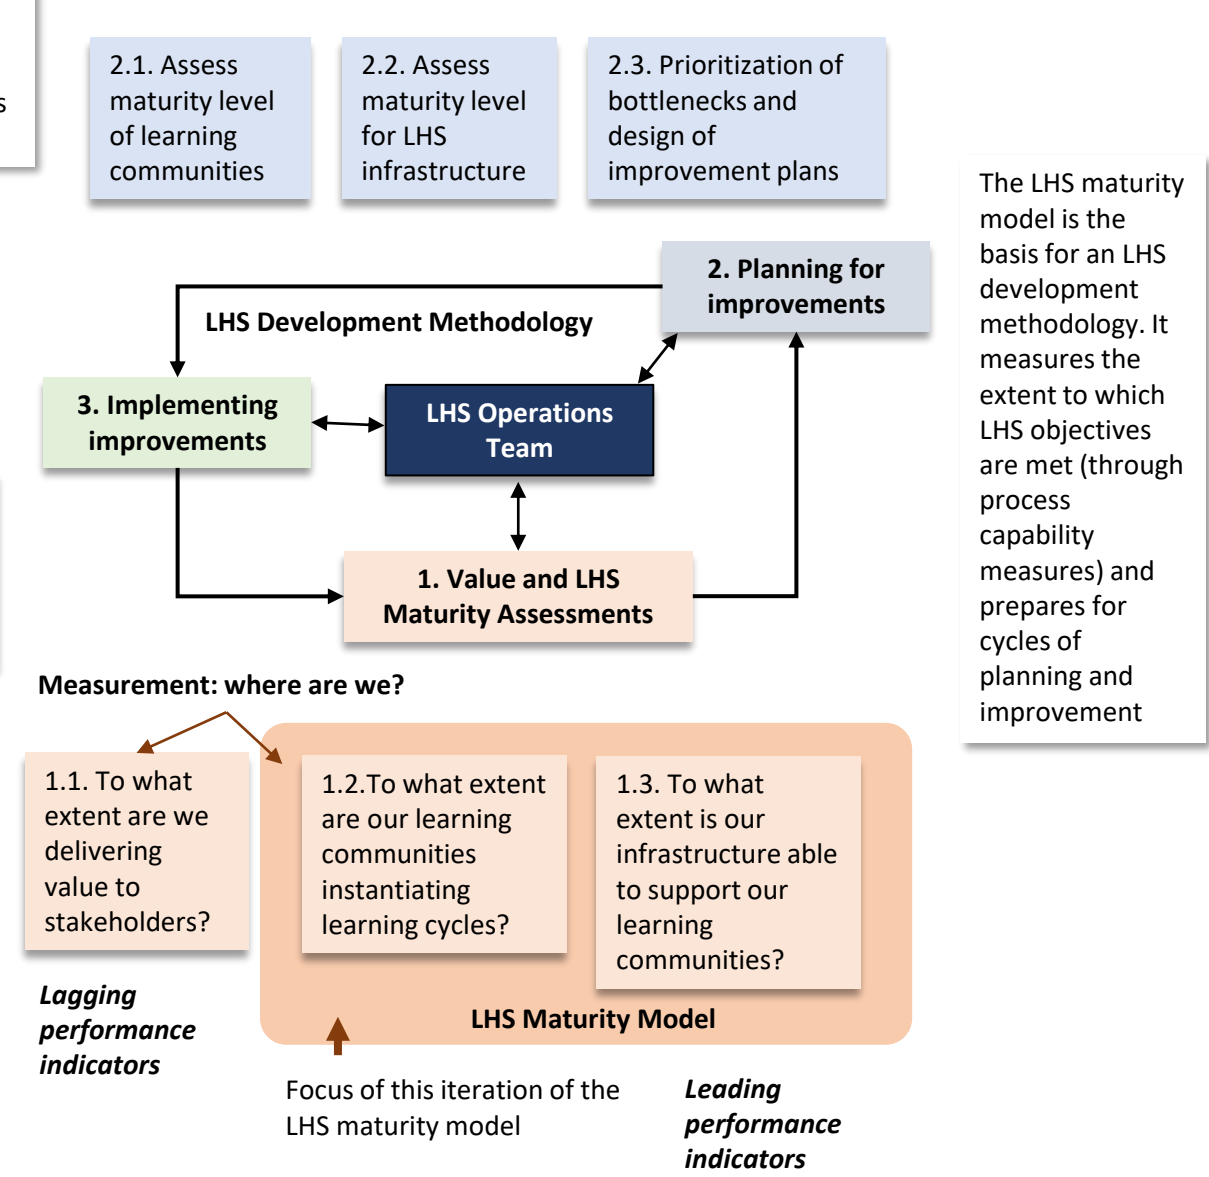 s
2.1. Assess
maturity level
of learning
communities
2.2. Assess
maturity level
for LHS
infrastructure
2.3. Prioritization of
bottlenecks and
design of
improvement plans
The LHS maturity
model is the
basis for an LHS
development
methodology. It
measures the
extent to which
LHS objectives
are met (through
process
capability
measures) and
prepares for
cycles of
planning and
improvement
2. Planning for
improvements
LHS Development Methodology
3. Implementing
improvements
LHS Operations
Team
1. Value and LHS
Maturity Assessments
Measurement: where are we?
1.1. To what
extent are we
delivering
value to
stakeholders?
1.2.To what extent
are our learning
communities
instantiating
learning cycles?
1.3. To what
extent is our
infrastructure able
to support our
learning
communities?
LHS Maturity Model
Lagging
performance
indicators
Focus of this iteration of the
LHS maturity model
Leading
performance
indicators